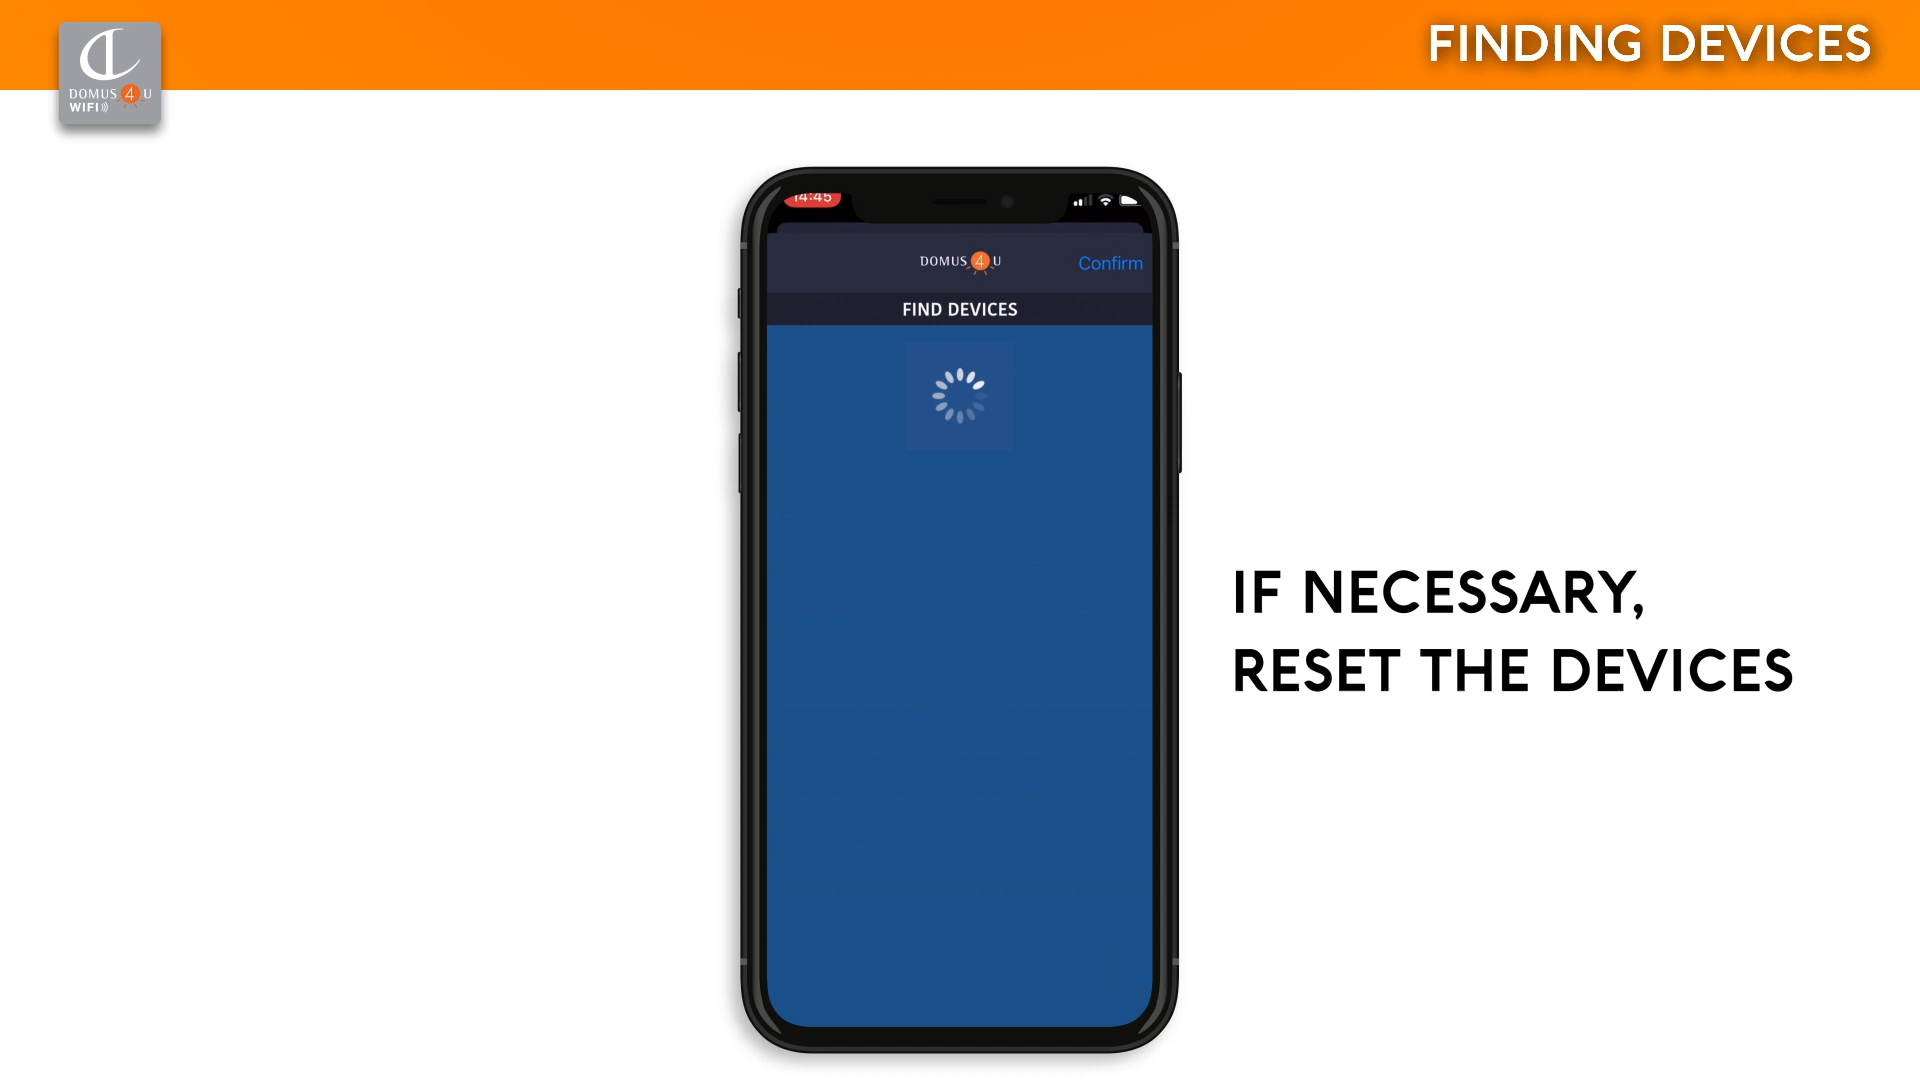 FINDING DEVICES
DOMUS 4 U
WIFI
14:45
DOMUS 4 U
Confirm
FIND DEVICES
IF NECESSARY,
RESET THE DEVICES